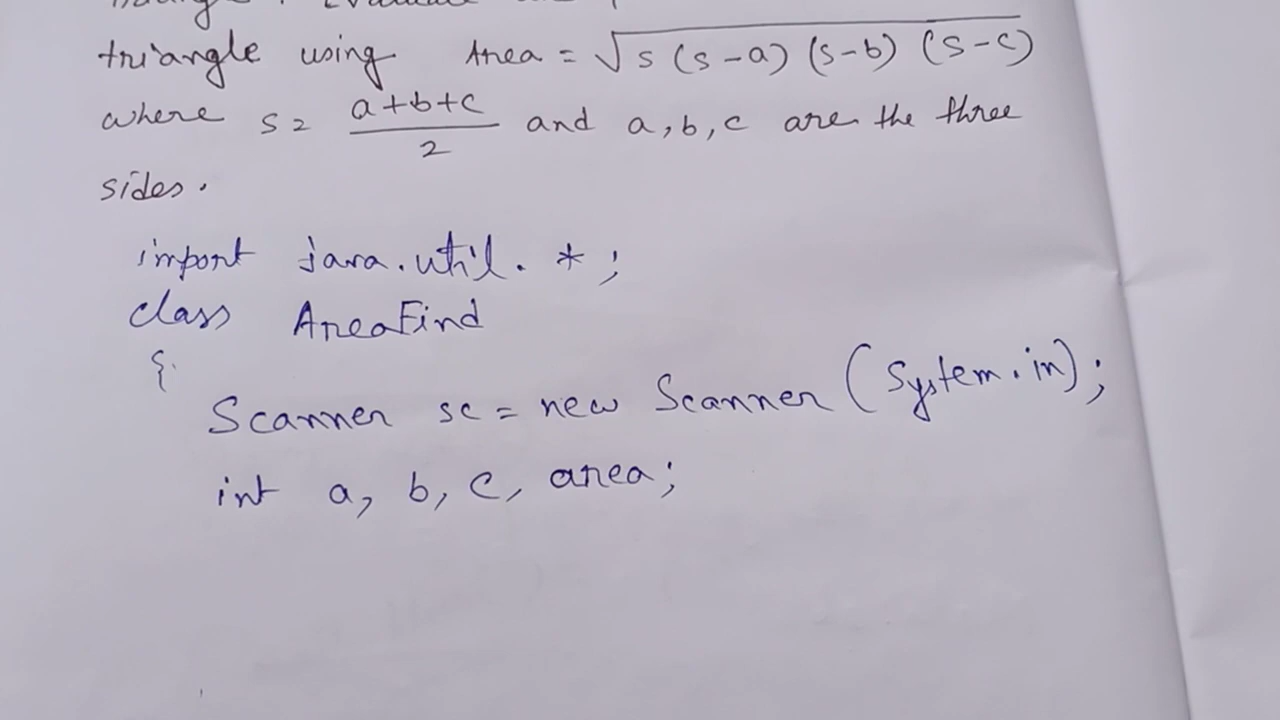 triangle using Area = √s(s-a)(s-b)(s-c)
where s = a+b+c/2 and a, b, c are the three
sides.
import java.util.*;
class AreaFind
{
Scanner sc = new Scanner (System.in);
int a, b, c, area;